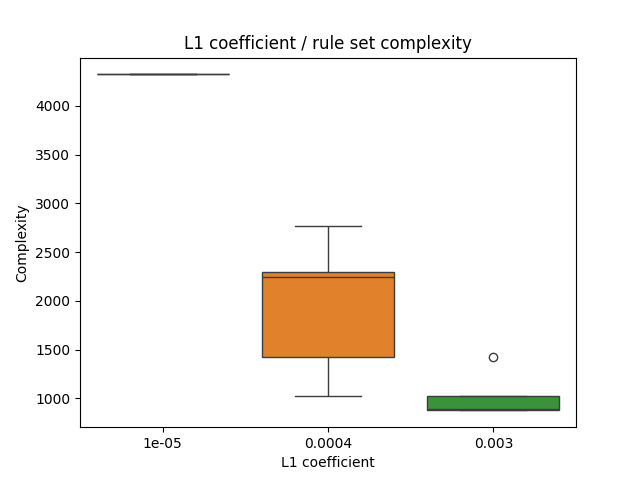 L1 coefficient / rule set complexity
Complexity
4000
3500
3000
2500
2000
1500
1000
1e-05 0.0004 0.003
L1 coefficient